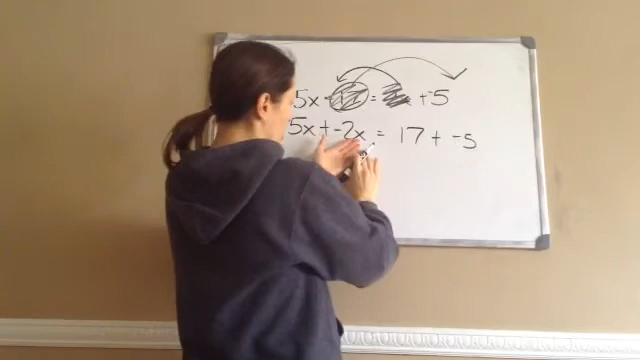 5x - = +-5
5x+-2x = 17 + -5